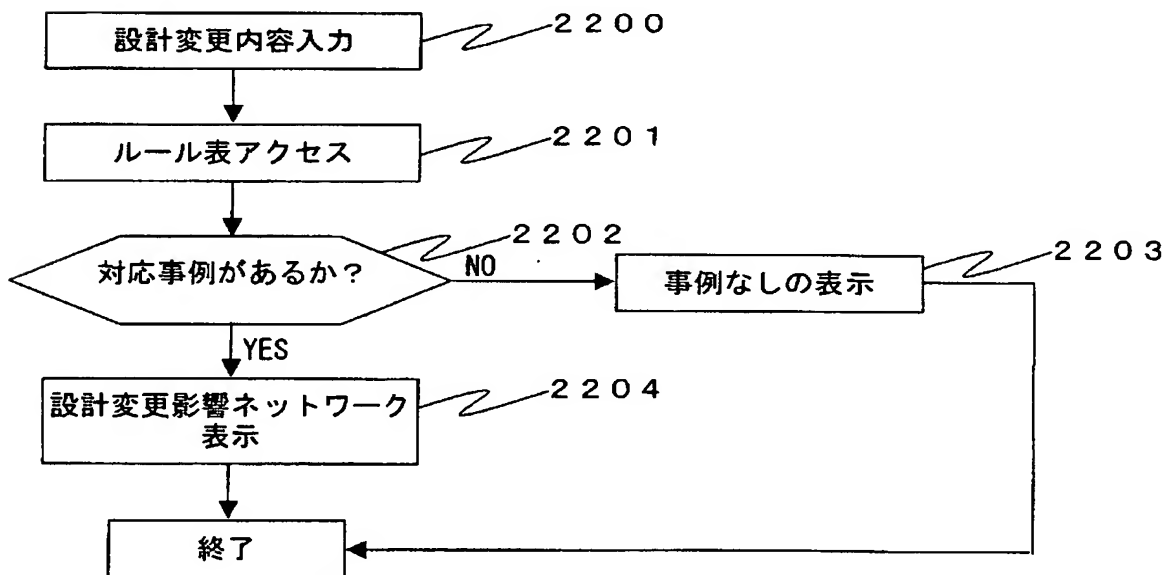 設計変更内容入力
２２００
ルール表アクセス
２２０１
対応事例があるか？
２２０２
NO
事例なしの表示
２２０３
YES
設計変更影響ネットワーク
表示
２２０４
終了